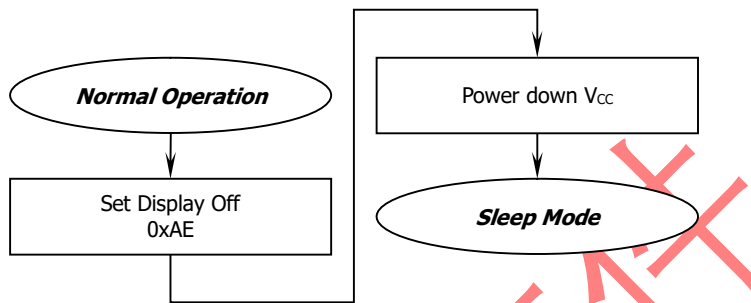 Normal Operation
Set Display Off
0xAE
Power down VCC
Sleep Mode